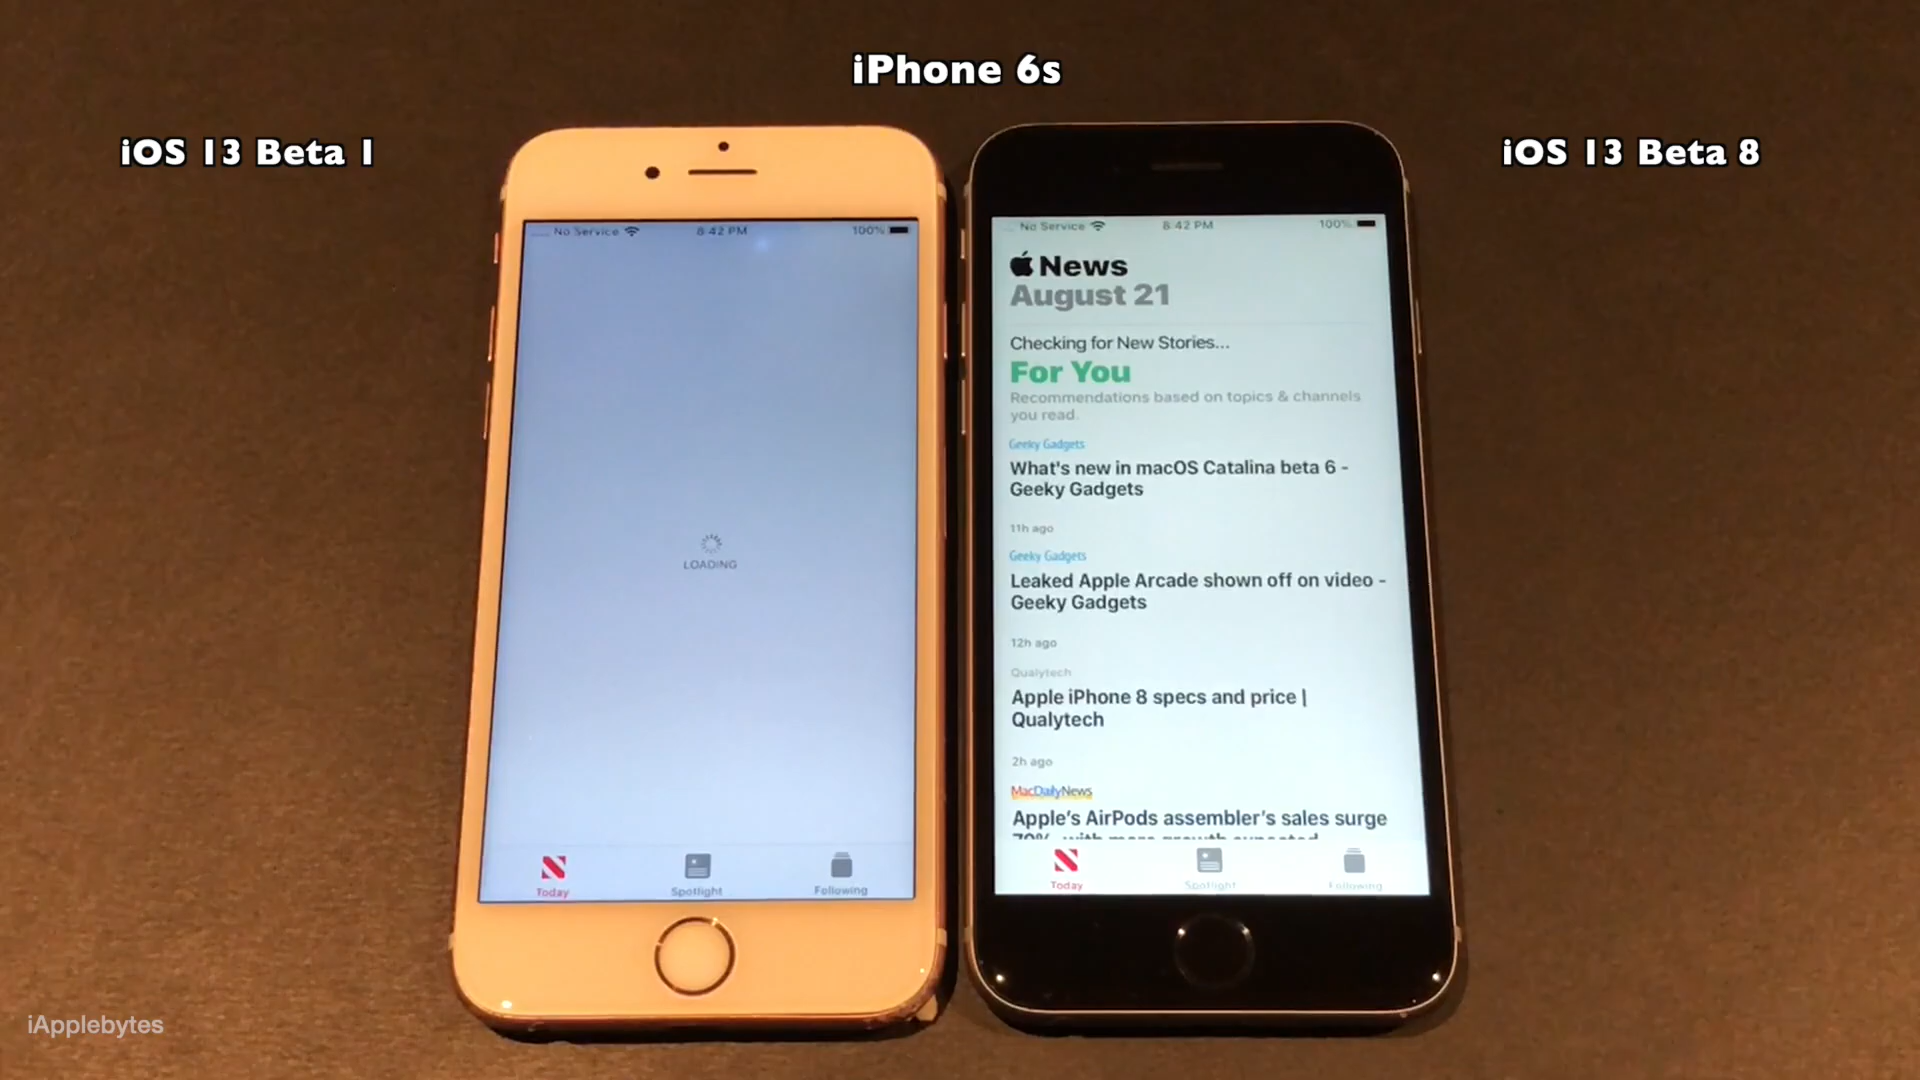 iPhone 6s
iOS 13 Beta 1
iOS 13 Beta 8
No Service 8:42 PM 100%
LOADING
Today Spotlight Following
No Service 8:42 PM 100%
News
August 21
Checking for New Stories...
For You
Recommendations based on topics & channels
you read.
Geeky Gadgets
What's new in macOS Catalina beta 6 -
Geeky Gadgets
11h ago
Geeky Gadgets
Leaked Apple Arcade shown off on video -
Geeky Gadgets
12h ago
Qualytech
Apple iPhone 8 specs and price |
Qualytech
2h ago
MacDailyNews
Apple’s AirPods assembler’s sales surge
Today Spotlight Following
iApplebytes